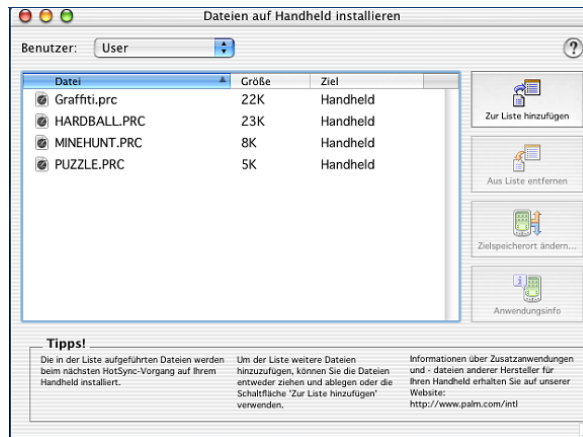 Dateien auf Handheld installieren
Benutzer: User
?
Datei Größe Ziel
Graffiti.prc 22K Handheld
HARDBALL.PRC 23K Handheld
MINEHUNT.PRC 8K Handheld
PUZZLE.PRC 5K Handheld
Zur Liste hinzufügen
Aus Liste entfernen
Zielspeicherort ändern...
Anwendungsinfo
Tipps!
Die in der Liste aufgeführten Dateien werden
beim nächsten HotSync-Vorgang auf Ihrem
Handheld installiert.
Um der Liste weitere Dateien
hinzuzufügen, können Sie die Dateien
entweder ziehen und ablegen oder die
Schaltfläche 'Zur Liste hinzufügen'
verwenden.
Informationen über Zusatzanwendungen
und - dateien anderer Hersteller für
Ihren Handheld erhalten Sie auf unserer
Website:
http://www.palm.com/intl